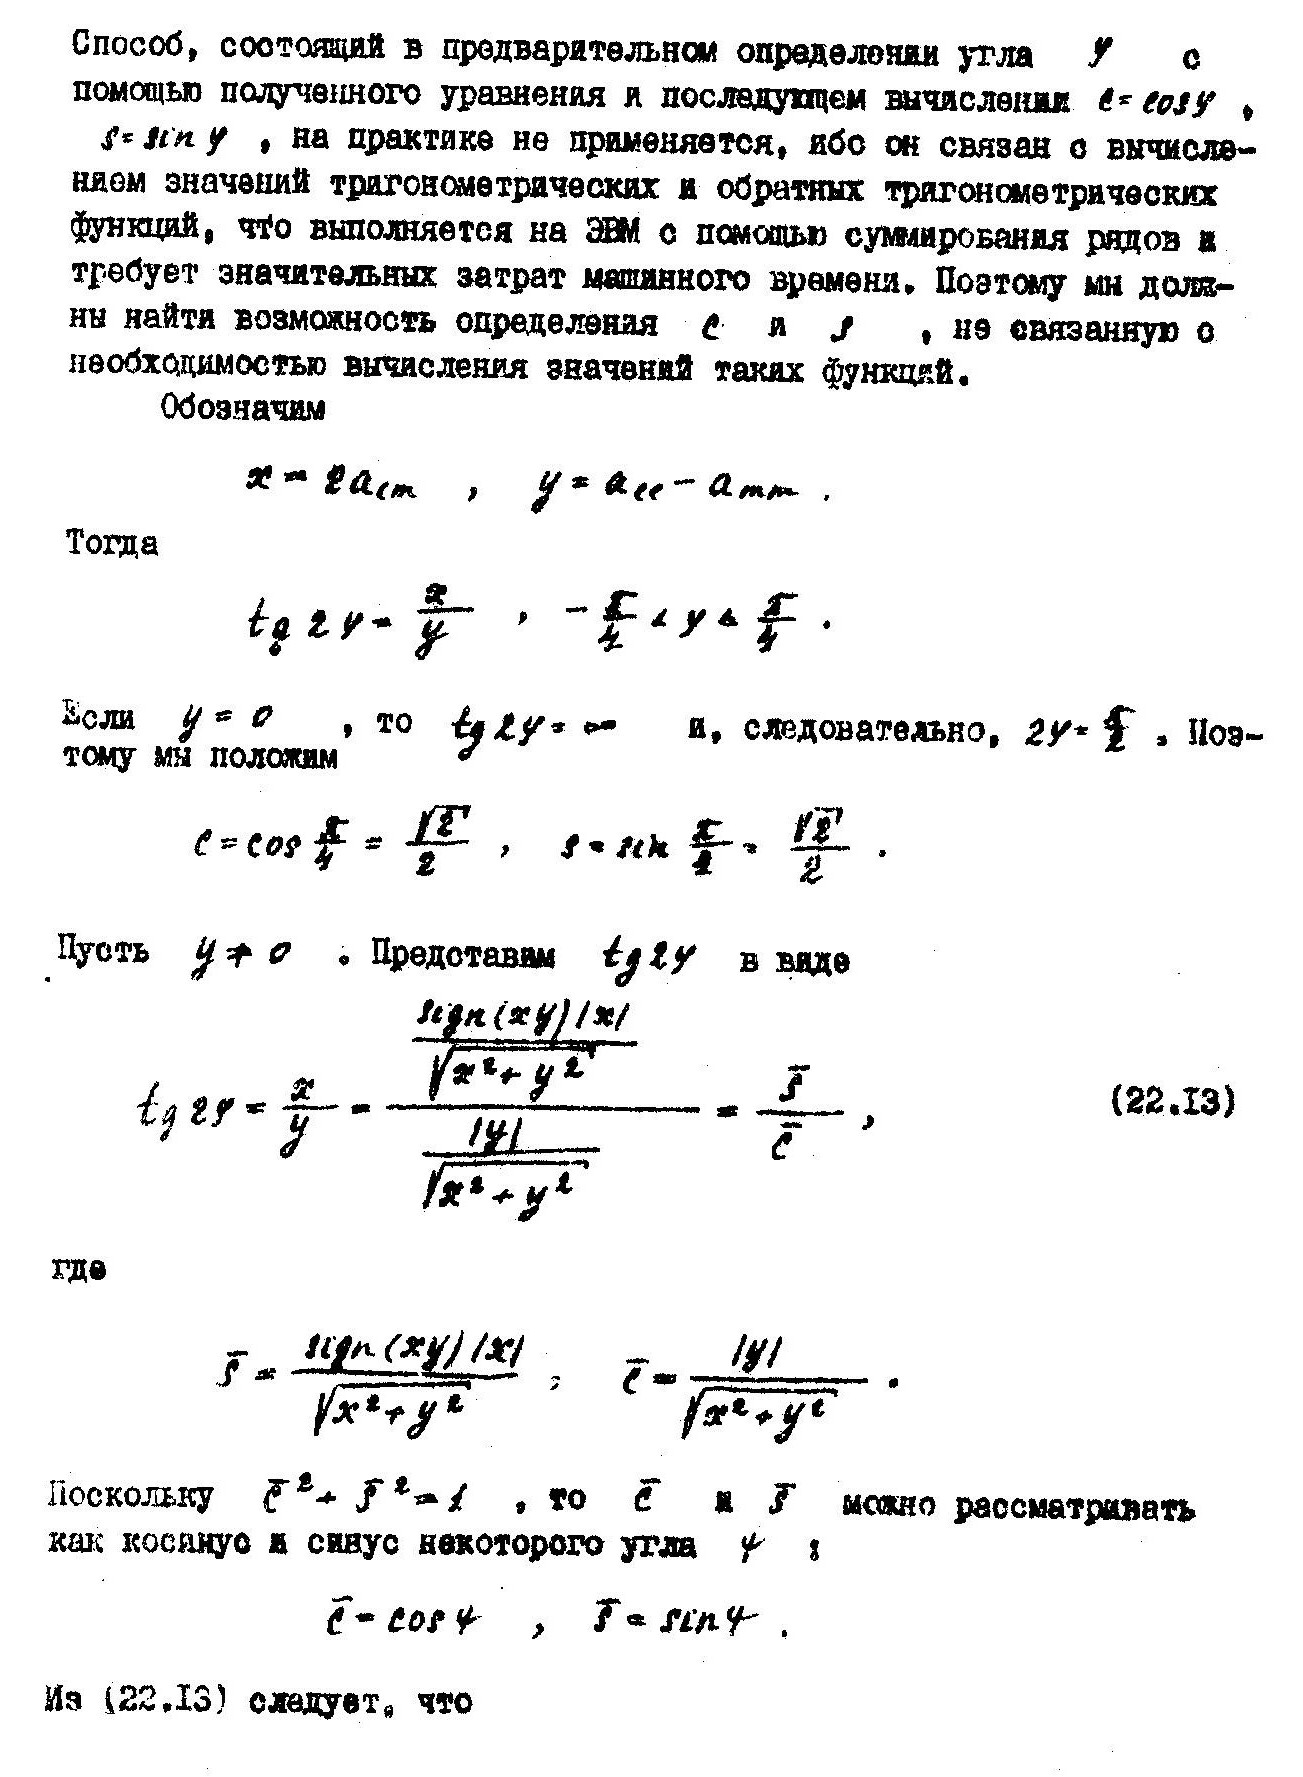 Способ, состоящий в предварительном определении угла φ с
помощью полученного уравнения и последующем вычислении c = cos φ,
s = sin φ, на практике не применяется, ибо он связан с вычисле-
нием значений тригонометрических и обратных тригонометрических
функций, что выполняется на ЭВМ с помощью суммирования рядов и
требует значительных затрат машинного времени. Поэтому мы долж-
ны найти возможность определения c и s, не связанную с
необходимостью вычисления значений таких функций.
Обозначим
x = 2a_{ℓm}, y = a_{ℓℓ} - a_{mm}.
Тогда
tg 2φ = x/y, -π/4 ≤ φ ≤ π/4.
Если y = 0, то tg 2φ = ∞ и, следовательно, 2φ = π/2. Поэ-
тому мы положим
c = cos π/4 = √2/2, s = sin π/4 = √2/2.
Пусть y ≠ 0. Представим tg 2φ в виде
tg 2φ = x/y = (sign(xy)|x| / √(x²+y²)) / (|y| / √(x²+y²)) = s̄/c̄, (22.13)
где
s̄ = sign(xy)|x| / √(x²+y²), c̄ = |y| / √(x²+y²).
Поскольку c̄² + s̄² = 1, то c̄ и s̄ можно рассматривать
как косинус и синус некоторого угла ψ:
c̄ = cos ψ, s̄ = sin ψ.
Из (22.13) следует, что